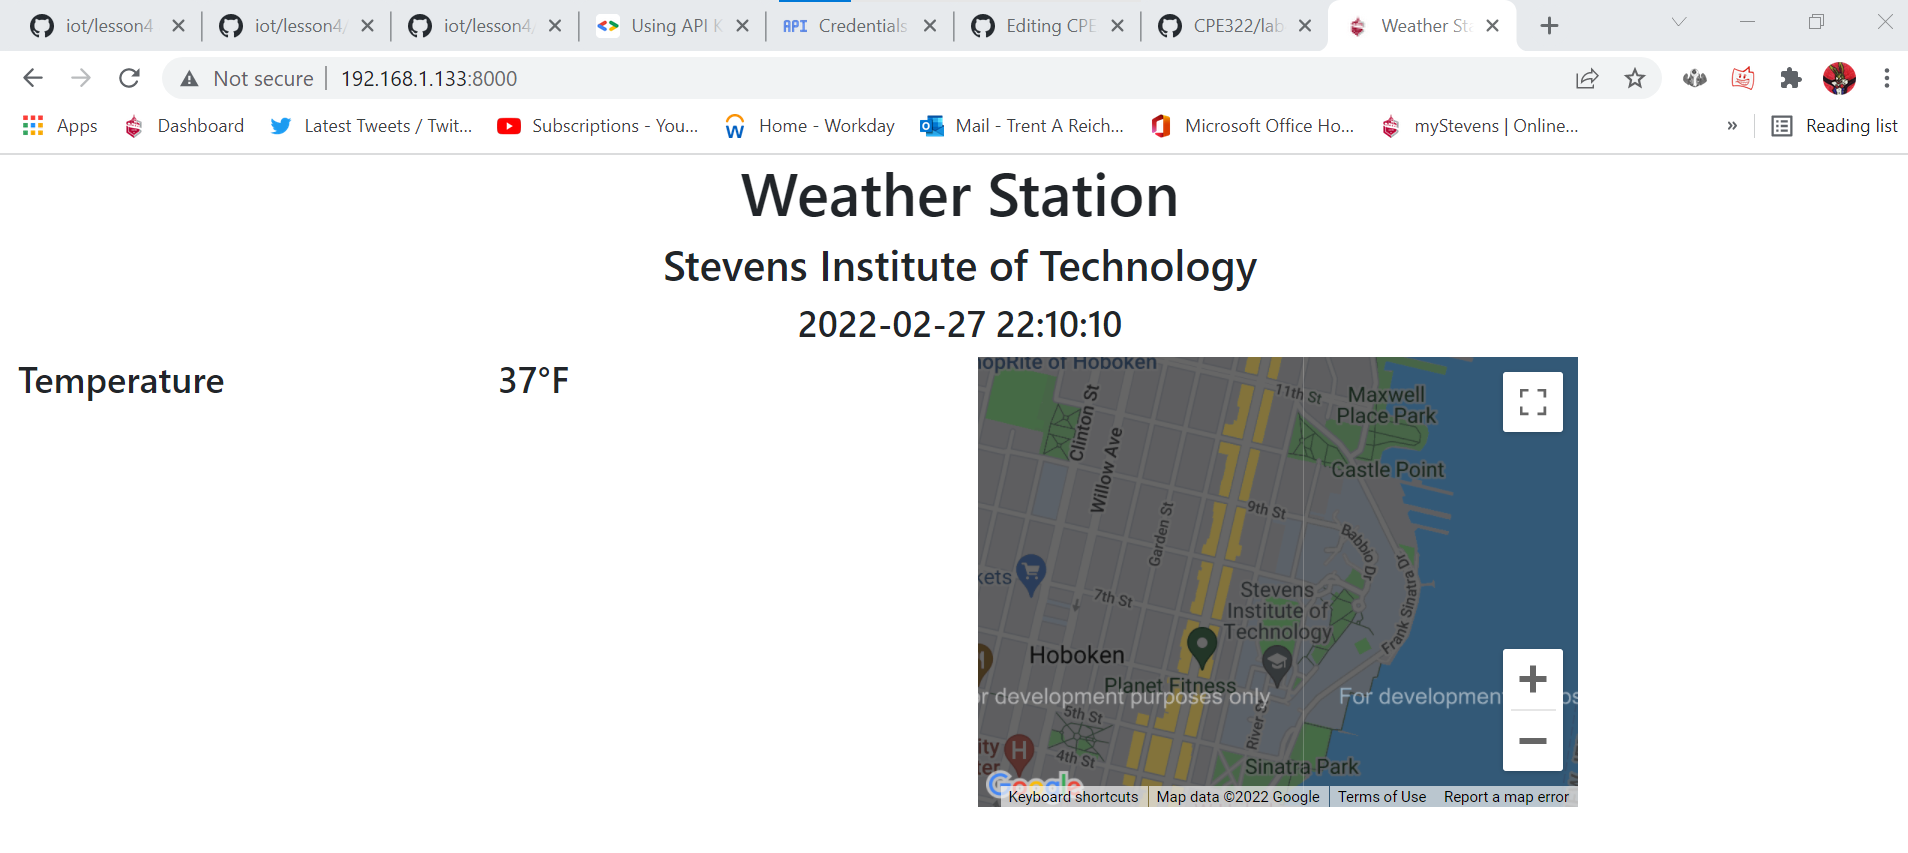 iot/lesson4
iot/lesson4/
iot/lesson4/
Using API K
API
Credentials
Editing CPE
CPE322/lab
Weather Sta
Not secure
192.168.1.133:8000
Apps
Dashboard
Latest Tweets / Twit...
Subscriptions - You...
Home - Workday
Mail - Trent A Reich...
Microsoft Office Ho...
myStevens | Online...
»
Reading list
Weather Station
Stevens Institute of Technology
2022-02-27 22:10:10
Temperature
37°F
opRite of Hoboken
11th St
Maxwell
Place Park
Clinton St
Willow Ave
Castle Point
9th St
Garden St
Babbio Dr
Frank Sinatra Dr
kets
7th St
Stevens
Institute of
Technology
Hoboken
Planet Fitness
r development purposes only
For development
os
5th St
River S
4th St
ity
H
ter
Sinatra Park
Google
Keyboard shortcuts
Map data ©2022 Google
Terms of Use
Report a map error